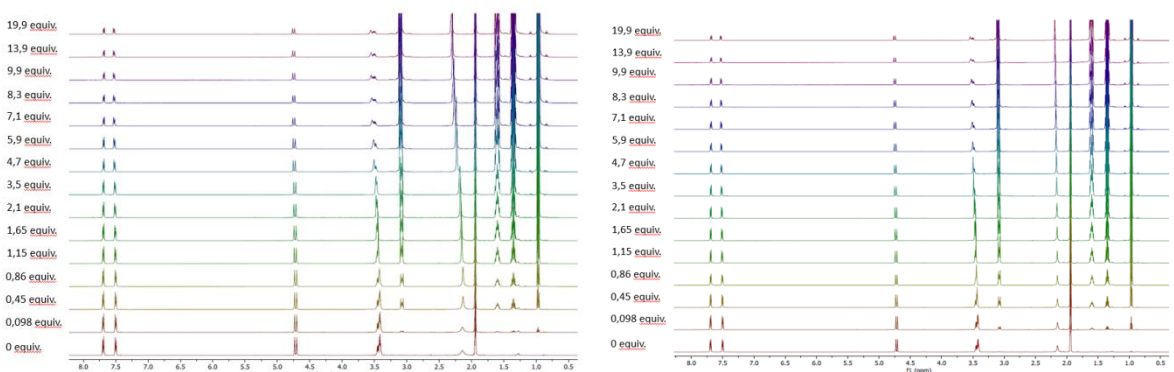 19,9 equiv.
13,9 equiv.
9,9 equiv.
8,3 equiv.
7,1 equiv.
5,9 equiv.
4,7 equiv.
3,5 equiv.
2,1 equiv.
1,65 equiv.
1,15 equiv.
0,86 equiv.
0,45 equiv.
0,098 equiv.
0 equiv.
8.0 7.5 7.0 6.5 6.0 5.5 5.0 4.5 4.0 3.5 3.0 2.5 2.0 1.5 1.0 0.5
19.9 equiv.
13,9 equiv.
9,9 equiv.
8,3 equiv.
7,1 equiv.
5,9 equiv.
4,7 equiv.
3,5 equiv.
2,1 equiv.
1,65 equiv.
1,15 equiv.
0,86 equiv.
0,45 equiv.
0,098 equiv.
0 equiv.
8.0 7.5 7.0 6.5 6.0 5.5 5.0 4.5 4.0 3.5 3.0 2.5 2.0 1.5 1.0 0.5
f1 (ppm)